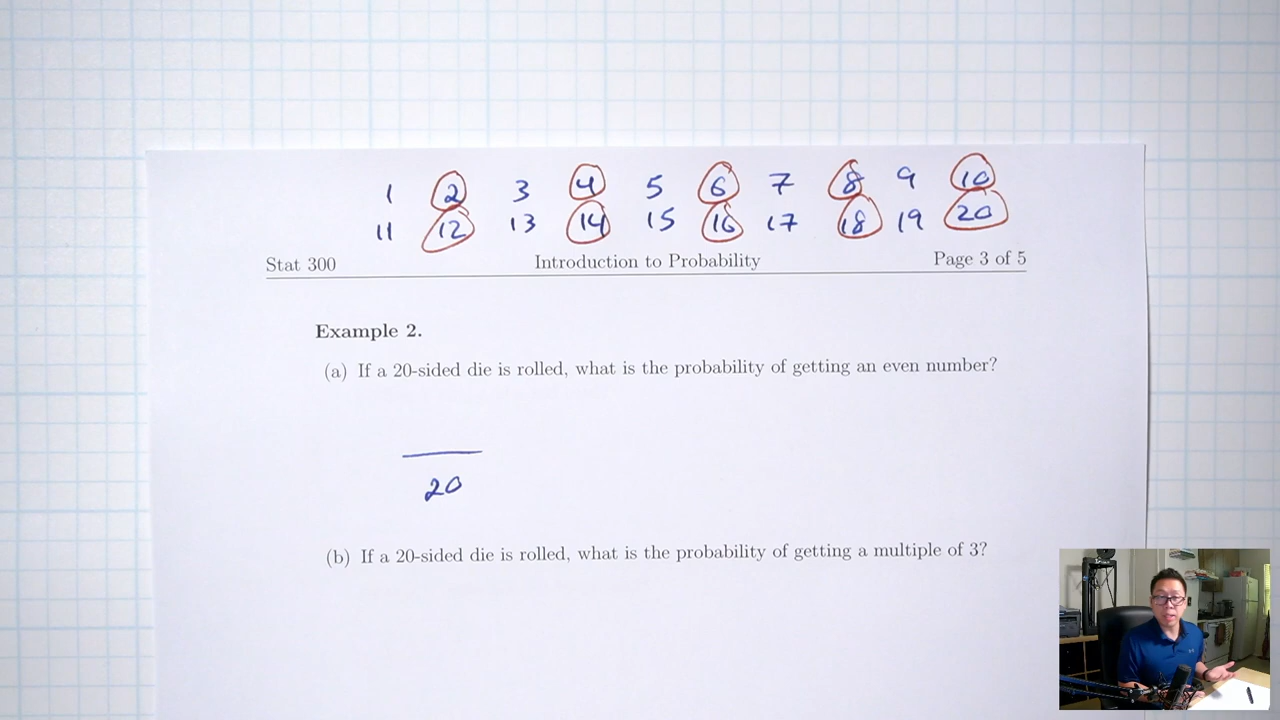 1 2 3 4 5 6 7 8 9 10
11 12 13 14 15 16 17 18 19 20
Stat 300 Introduction to Probability Page 3 of 5
Example 2.
(a) If a 20-sided die is rolled, what is the probability of getting an even number?
20
(b) If a 20-sided die is rolled, what is the probability of getting a multiple of 3?